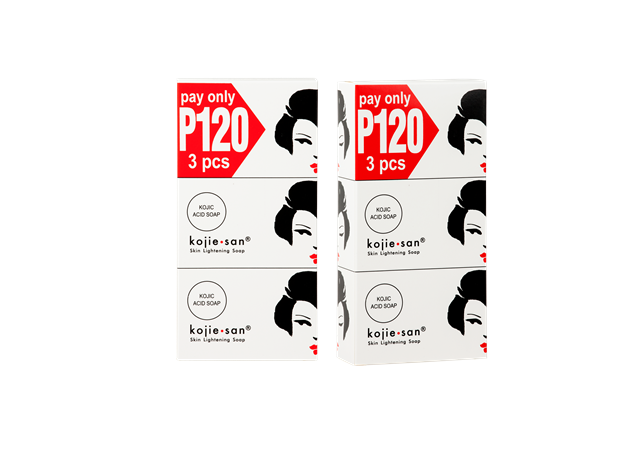 pay only
P120
3 pcs
KOJIC
ACID SOAP
kojie•san®
Skin Lightening Soap
KOJIC
ACID SOAP
kojie•san®
Skin Lightening Soap
pay only
P120
3 pcs
KOJIC
ACID SOAP
kojie•san®
Skin Lightening Soap
KOJIC
ACID SOAP
kojie•san®
Skin Lightening Soap